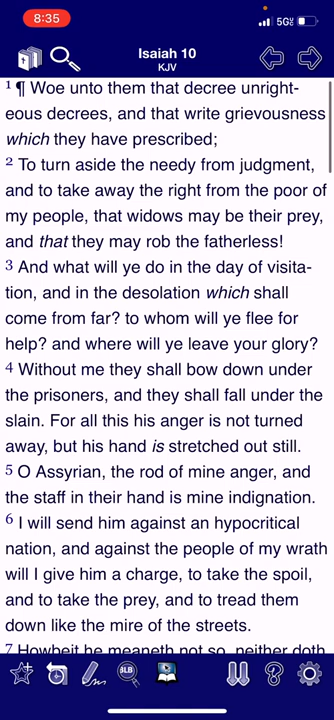 8:35
5G
Isaiah 10
KJV
1 ¶ Woe unto them that decree unright-
eous decrees, and that write grievousness
which they have prescribed;
2 To turn aside the needy from judgment,
and to take away the right from the poor of
my people, that widows may be their prey,
and that they may rob the fatherless!
3 And what will ye do in the day of visita-
tion, and in the desolation which shall
come from far? to whom will ye flee for
help? and where will ye leave your glory?
4 Without me they shall bow down under
the prisoners, and they shall fall under the
slain. For all this his anger is not turned
away, but his hand is stretched out still.
5 O Assyrian, the rod of mine anger, and
the staff in their hand is mine indignation.
6 I will send him against an hypocritical
nation, and against the people of my wrath
will I give him a charge, to take the spoil,
and to take the prey, and to tread them
down like the mire of the streets.
7 Howbeit he meaneth not so, neither doth
BLB